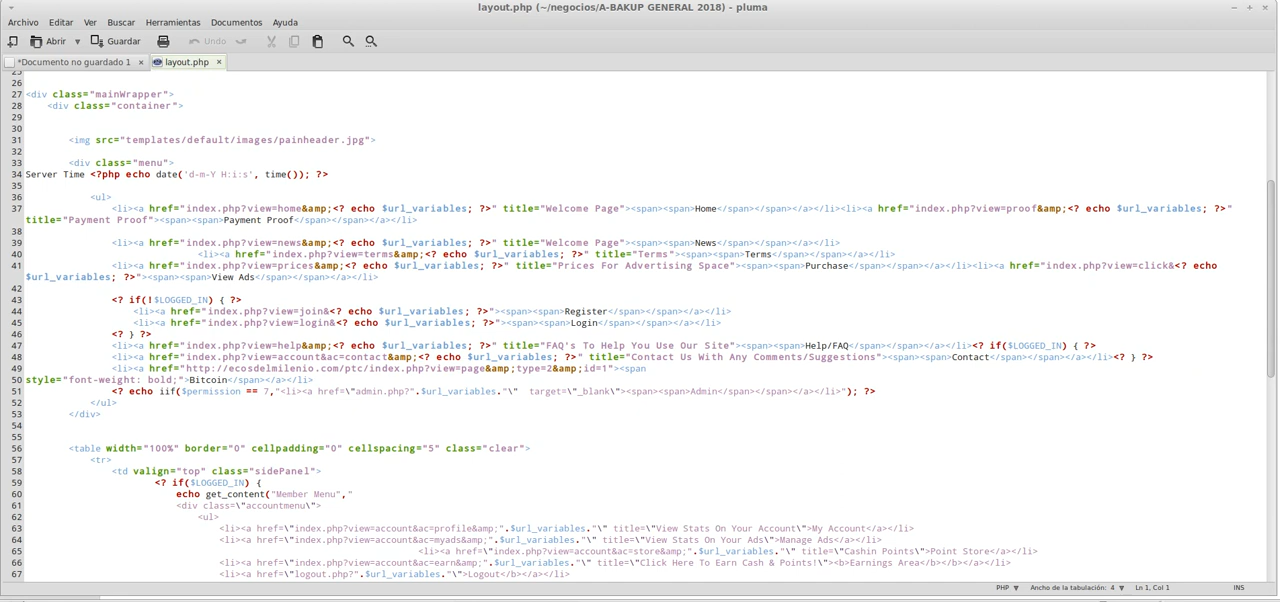 layout.php (~/negocios/A-BAKUP GENERAL 2018) - pluma
Archivo Editar Ver Buscar Herramientas Documentos Ayuda
Abrir Guardar Undo
*Documento no guardado 1 × layout.php ×
25
26
27 <div class="mainWrapper">
28 <div class="container">
29
30
31 <img src="templates/default/images/painheader.jpg">
32
33 <div class="menu">
34 Server Time <?php echo date('d-m-Y H:i:s', time()); ?>
35
36 <ul>
37 <li><a href="index.php?view=home&amp;<? echo $url_variables; ?>" title="Welcome Page"><span><span>Home</span></span></a></li><li><a href="index.php?view=proof&amp;<? echo $url_variables; ?>"
title="Payment Proof"><span><span>Payment Proof</span></span></a></li>
38
39 <li><a href="index.php?view=news&amp;<? echo $url_variables; ?>" title="Welcome Page"><span><span>News</span></span></a></li>
40 <li><a href="index.php?view=terms&amp;<? echo $url_variables; ?>" title="Terms"><span><span>Terms</span></span></a></li>
41 <li><a href="index.php?view=prices&amp;<? echo $url_variables; ?>" title="Prices For Advertising Space"><span><span>Purchase</span></span></a></li><li><a href="index.php?view=click&<? echo
$url_variables; ?>"><span><span>View Ads</span></span></a></li>
42
43 <? if(!$LOGGED_IN) { ?>
44 <li><a href="index.php?view=join&<? echo $url_variables; ?>"><span><span>Register</span></span></a></li>
45 <li><a href="index.php?view=login&<? echo $url_variables; ?>"><span><span>Login</span></span></a></li>
46 <? } ?>
47 <li><a href="index.php?view=help&amp;<? echo $url_variables; ?>" title="FAQ's To Help You Use Our Site"><span><span>Help/FAQ</span></span></a></li><? if($LOGGED_IN) { ?>
48 <li><a href="index.php?view=account&ac=contact&amp;<? echo $url_variables; ?>" title="Contact Us With Any Comments/Suggestions"><span><span>Contact</span></span></a></li><? } ?>
49 <li><a href="http://ecosdelmilenio.com/ptc/index.php?view=page&amp;type=2&amp;id=1"><span
50 style="font-weight: bold;">Bitcoin</span></a></li>
51 <? echo iif($permission == 7,"<li><a href=\"admin.php?".$url_variables."\" target=\"_blank\"><span><span>Admin</span></span></a></li>"); ?>
52 </ul>
53 </div>
54
55
56 <table width="100%" border="0" cellpadding="0" cellspacing="5" class="clear">
57 <tr>
58 <td valign="top" class="sidePanel">
59 <? if($LOGGED_IN) {
60 echo get_content("Member Menu","
61 <div class=\"accountmenu\">
62 <ul>
63 <li><a href=\"index.php?view=account&ac=profile&amp;".$url_variables."\" title=\"View Stats On Your Account\">My Account</a></li>
64 <li><a href=\"index.php?view=account&ac=myads&amp;".$url_variables."\" title=\"View Stats On Your Ads\">Manage Ads</a></li>
65 <li><a href=\"index.php?view=account&ac=store&amp;".$url_variables."\" title=\"Cashin Points\">Point Store</a></li>
66 <li><a href=\"index.php?view=account&ac=earn&amp;".$url_variables."\" title=\"Click Here To Earn Cash & Points!\"><b>Earnings Area</b></b></a></li>
67 <li><a href=\"logout.php?".$url_variables."\">Logout</b></a></li>
PHP Ancho de la tabulación: 4 Ln 1, Col 1 INS